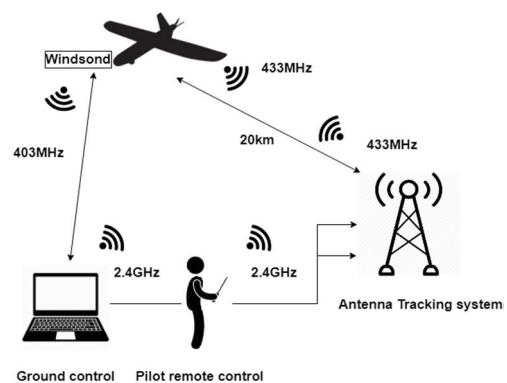 Windsond
433MHz
403MHz
20km
433MHz
2.4GHz
2.4GHz
Antenna Tracking system
Ground control
Pilot remote control